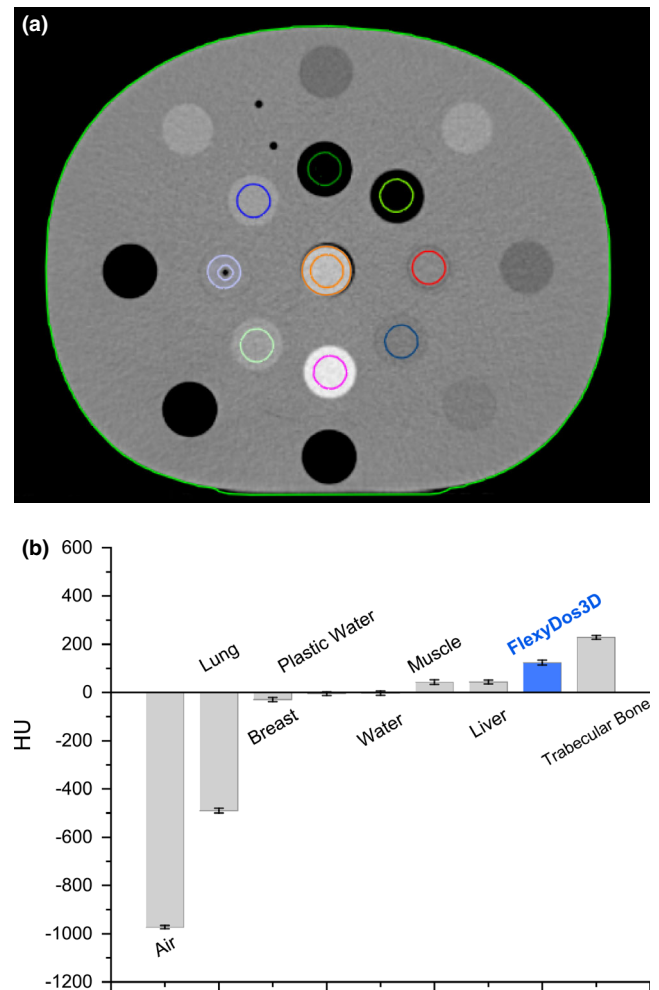 (a)
(b)
600
400
200
0
-200
-400
-600
-800
-1000
-1200
HU
Air
Lung
Breast
Plastic Water
Water
Muscle
Liver
FlexyDos3D
Trabecular Bone